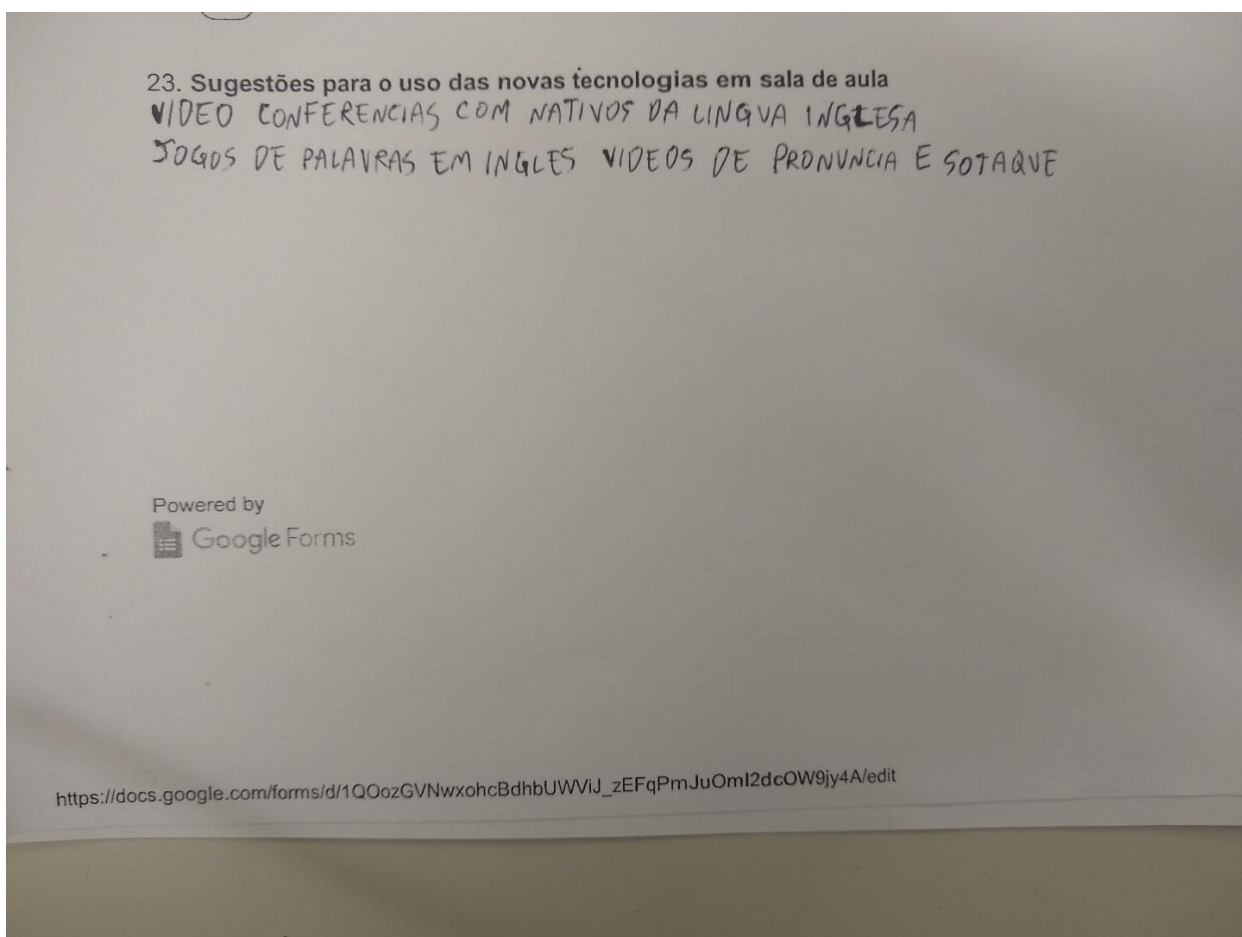 23. Sugestões para o uso das novas tecnologias em sala de aula
VIDEO CONFERENCIAS COM NATIVOS DA LINGUA INGLESA
JOGOS DE PALAVRAS EM INGLES VIDEOS DE PRONUNCIA E SOTAQUE
Powered by
Google Forms
https://docs.google.com/forms/d/1QOozGVNwxohcBdhbUWViJ_zEFqPmJuOmI2dcOW9jy4A/edit